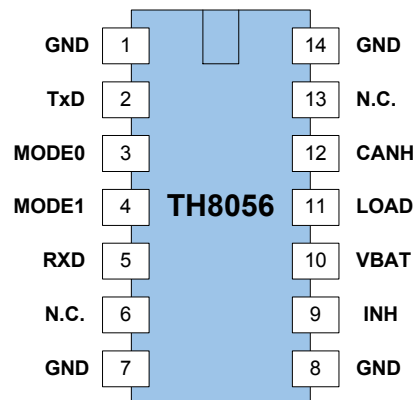 GND 1 14 GND
TxD 2 13 N.C.
MODE0 3 12 CANH
MODE1 4 TH8056 11 LOAD
RXD 5 10 VBAT
N.C. 6 9 INH
GND 7 8 GND